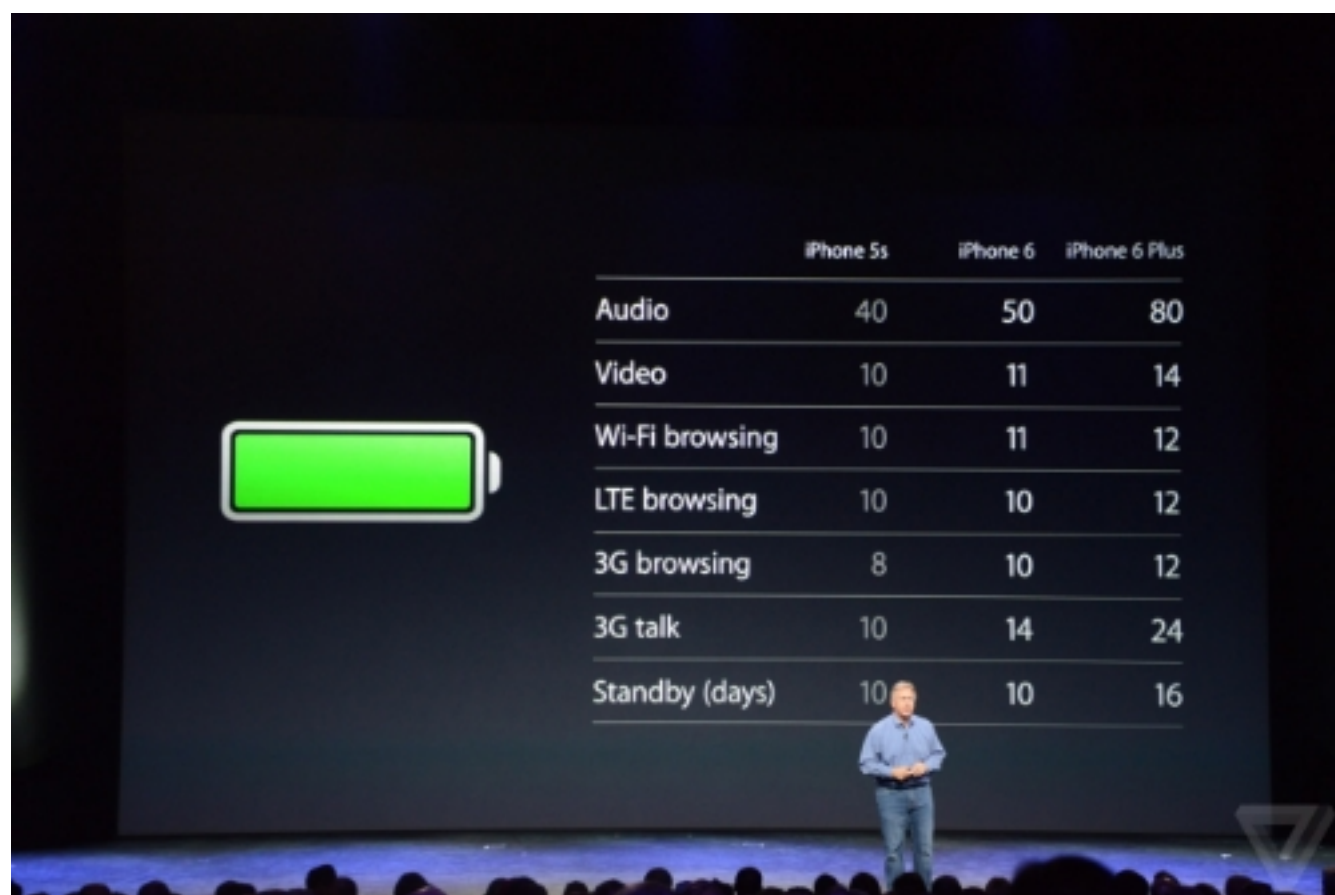 iPhone 5s iPhone 6 iPhone 6 Plus
Audio 40 50 80
Video 10 11 14
Wi-Fi browsing 10 11 12
LTE browsing 10 10 12
3G browsing 8 10 12
3G talk 10 14 24
Standby (days) 10 10 16